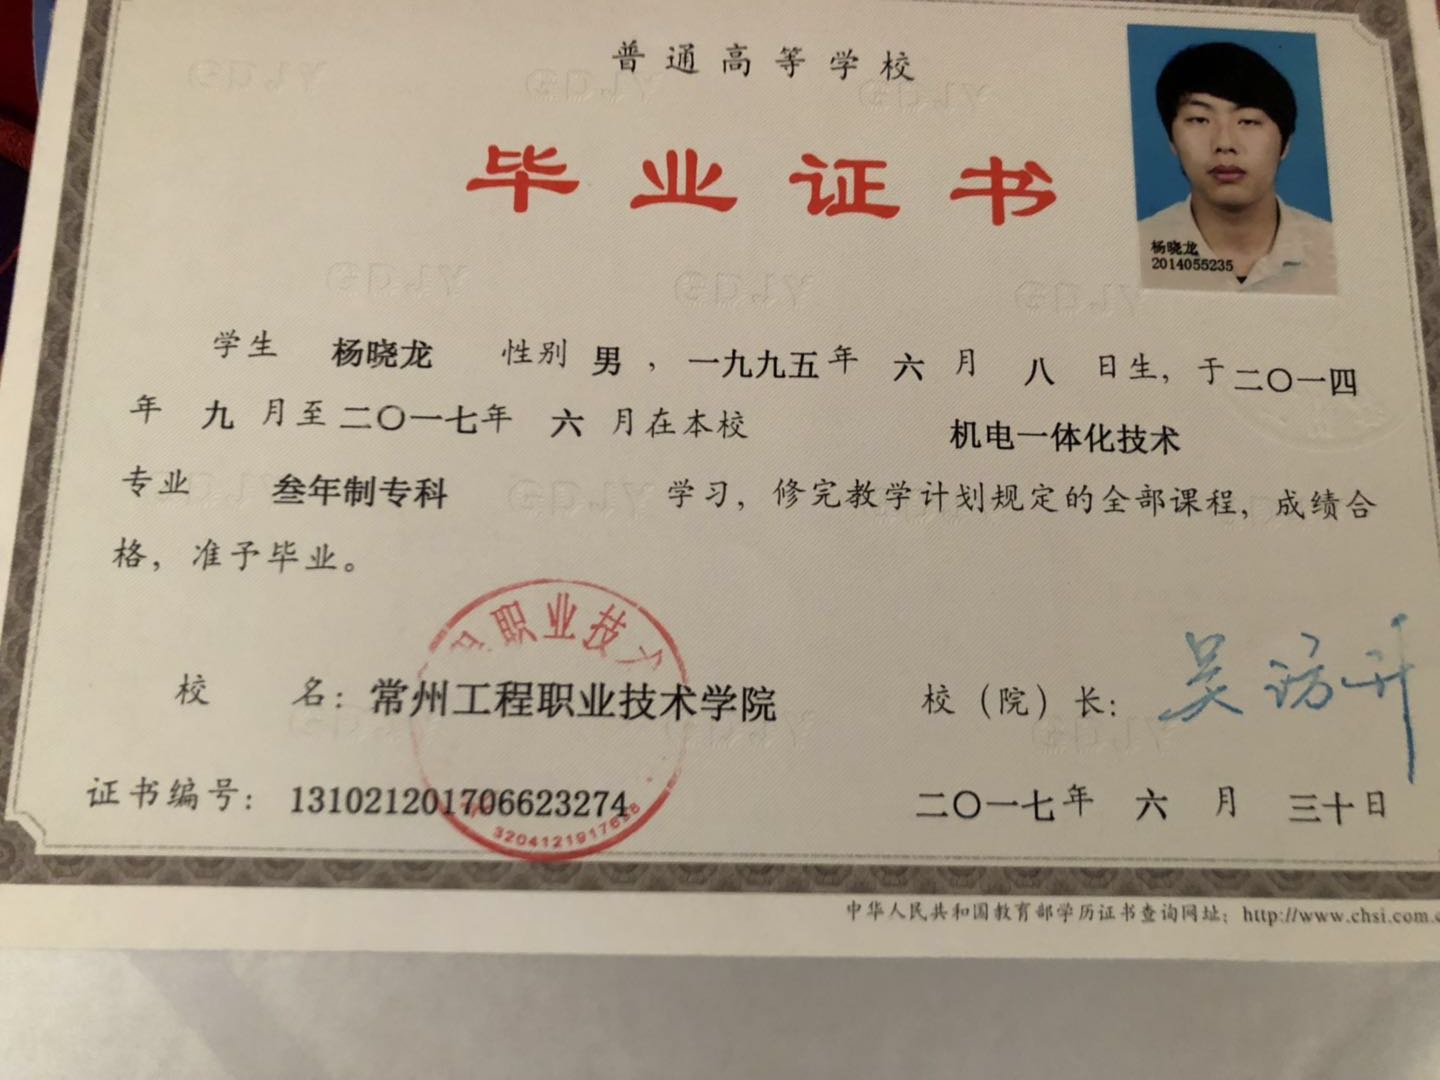 普通高等学校
毕业证书
杨晓龙
2014055235
学生 杨晓龙 性别 男 ，一九九五年 六 月 八 日生，于二〇一四
年 九 月至二〇一七年 六 月在本校 机电一体化技术
专业 叁年制专科 学习，修完教学计划规定的全部课程，成绩合
格，准予毕业。
职业技
校 名：常州工程职业技术学院 校（院）长：吴访升
证书编号：131021201706623274 二〇一七年 六 月 三十日
中华人民共和国教育部学历证书查询网址：http://www.chsi.com.c